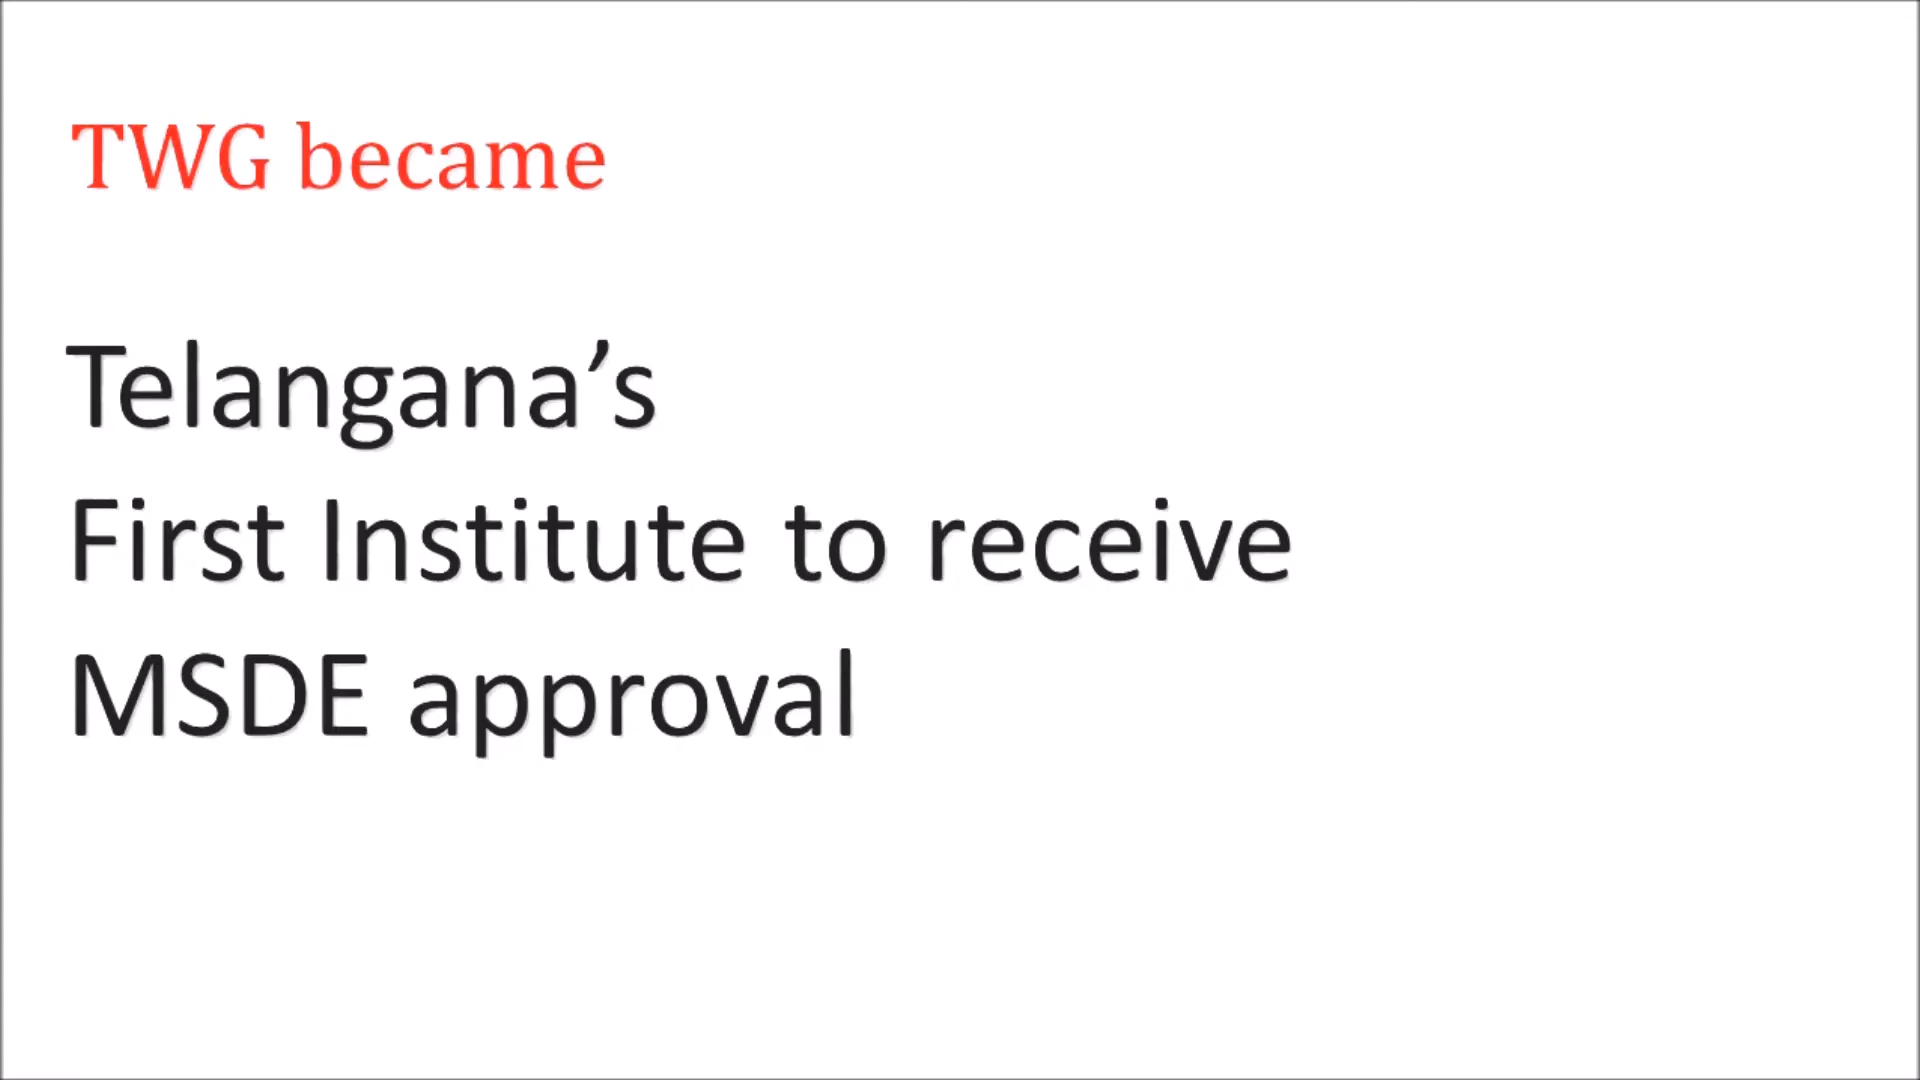 TWG became
Telangana’s
First Institute to receive
MSDE approval